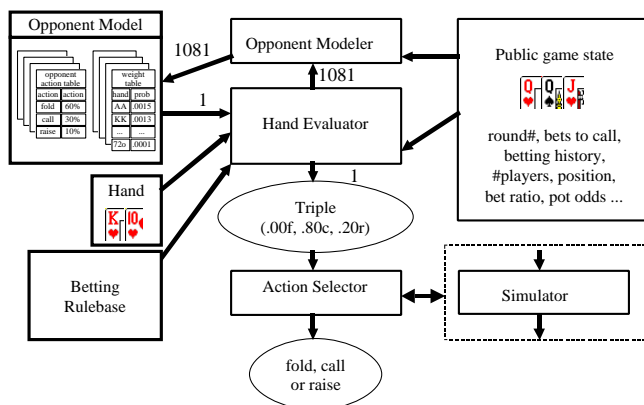 Opponent Model
opponent
action table
action action
fold 60%
call 30%
raise 10%
weight
table
hand prob
AA .0015
KK .0013
... ...
72o .0001
1081
Opponent Modeler
1081
1
Hand Evaluator
Public game state
Q Q J
round#, bets to call,
betting history,
#players, position,
bet ratio, pot odds ...
Hand
K 10
Betting
Rulebase
1
Triple
(.00f, .80c, .20r)
Action Selector
Simulator
fold, call
or raise